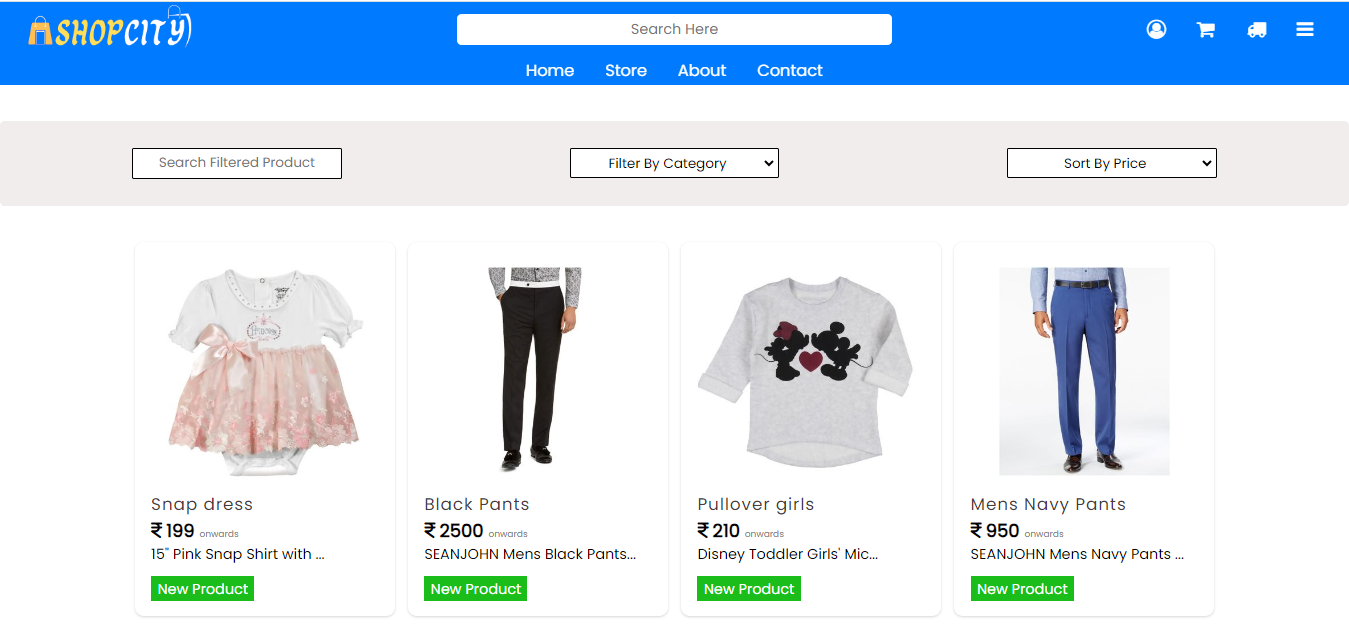 SHOPCITY
Search Here
Home Store About Contact
Search Filtered Product
Filter By Category
Sort By Price
Princess
Snap dress
₹ 199 onwards
15" Pink Snap Shirt with ...
New Product
Black Pants
₹ 2500 onwards
SEANJOHN Mens Black Pants...
New Product
Pullover girls
₹ 210 onwards
Disney Toddler Girls' Mic...
New Product
Mens Navy Pants
₹ 950 onwards
SEANJOHN Mens Navy Pants ...
New Product